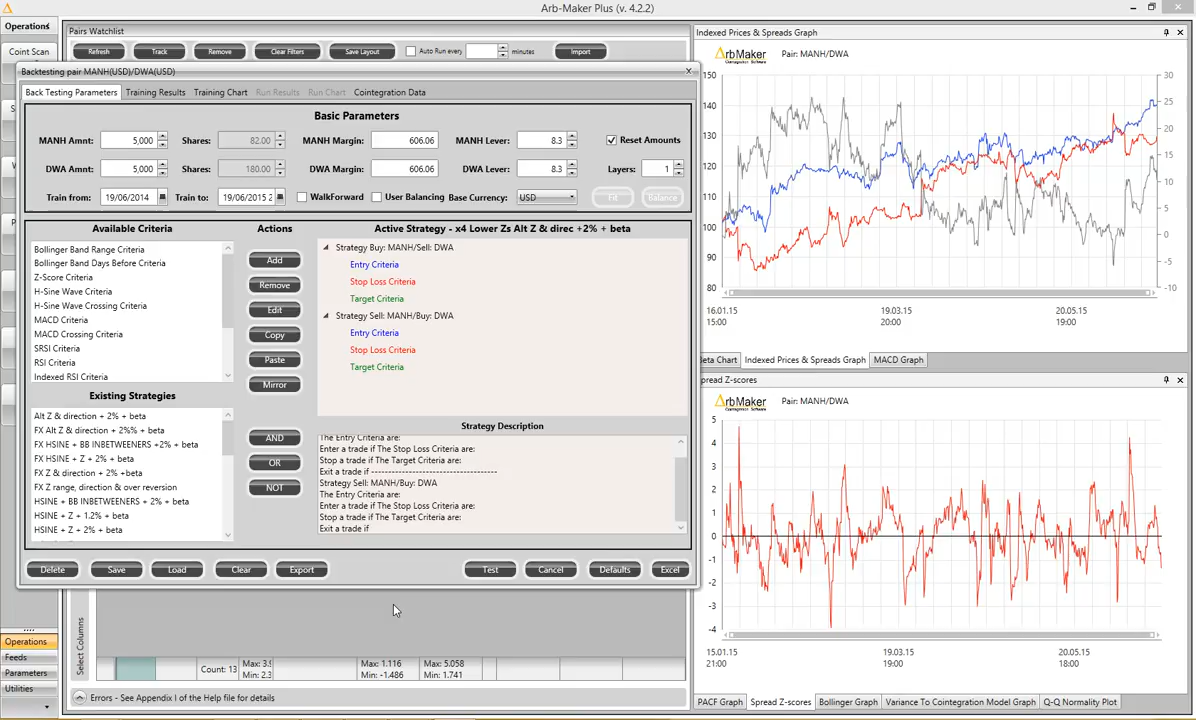 Arb-Maker Plus (v. 4.2.2)
Operations
Coint Scan
Pairs Watchlist
Refresh Track Remove Clear Filters Save Layout Auto Run every minutes Import
Backtesting pair MANH(USD)/DWA(USD)
Back Testing Parameters Training Results Training Chart Run Results Run Chart Cointegration Data
Basic Parameters
MANH Amt: 5,000 Shares: 82.00 MANH Margin: 606.06 MANH Lever: 8.3 Reset Amounts
DWA Amt: 5,000 Shares: 180.00 DWA Margin: 606.06 DWA Lever: 8.3 Layers: 1
Train from: 19/06/2014 Train to: 19/06/2015 2 WalkForward User Balancing Base Currency: USD Fit Balance
Available Criteria
Bollinger Band Range Criteria
Bollinger Band Days Before Criteria
Z-Score Criteria
H-Sine Wave Criteria
H-Sine Wave Crossing Criteria
MACD Criteria
MACD Crossing Criteria
SRSI Criteria
RSI Criteria
Indexed RSI Criteria
Existing Strategies
Alt Z & direction + 2% + beta
FX Alt Z & direction + 2%% + beta
FX HSINE + BB INBETWEENERS +2% + beta
FX HSINE + Z + 2% + beta
FX Z & direction + 2% +beta
FX Z range, direction & over reversion
HSINE + BB INBETWEENERS + 2% + beta
HSINE + Z + 1.2% + beta
HSINE + Z + 2% + beta
Actions
Add
Remove
Edit
Copy
Paste
Mirror
AND
OR
NOT
Active Strategy - x4 Lower Zs Alt Z & direc +2% + beta
Strategy Buy: MANH/Sell: DWA
Entry Criteria
Stop Loss Criteria
Target Criteria
Strategy Sell: MANH/Buy: DWA
Entry Criteria
Stop Loss Criteria
Target Criteria
Strategy Description
The Entry Criteria are:
Enter a trade if The Stop Loss Criteria are:
Stop a trade if The Target Criteria are:
Exit a trade if -------------------------------------
Strategy Sell: MANH/Buy: DWA
The Entry Criteria are:
Enter a trade if The Stop Loss Criteria are:
Stop a trade if The Target Criteria are:
Exit a trade if
Delete Save Load Clear Export Test Cancel Defaults Excel
Operations
Feeds
Parameters
Utilities
Select Columns
Count: 13 Max: 3.9 Max: 1.116 Max: 5.058
Min: 2.3 Min: -1.486 Min: 1.741
Errors - See Appendix I of the Help file for details
Indexed Prices & Spreads Graph
ArbMaker
Cointegration Software
Pair: MANH/DWA
150
140
130
120
110
100
90
80
30
25
20
15
10
5
0
-5
-10
16.01.15 19.03.15 20.05.15
15:00 20:00 19:00
Beta Chart Indexed Prices & Spreads Graph MACD Graph
Spread Z-scores
ArbMaker
Cointegration Software
Pair: MANH/DWA
5
4
3
2
1
0
-1
-2
-3
-4
15.01.15 19.03.15 20.05.15
21:00 19:00 18:00
PACF Graph Spread Z-scores Bollinger Graph Variance To Cointegration Model Graph Q-Q Normality Plot